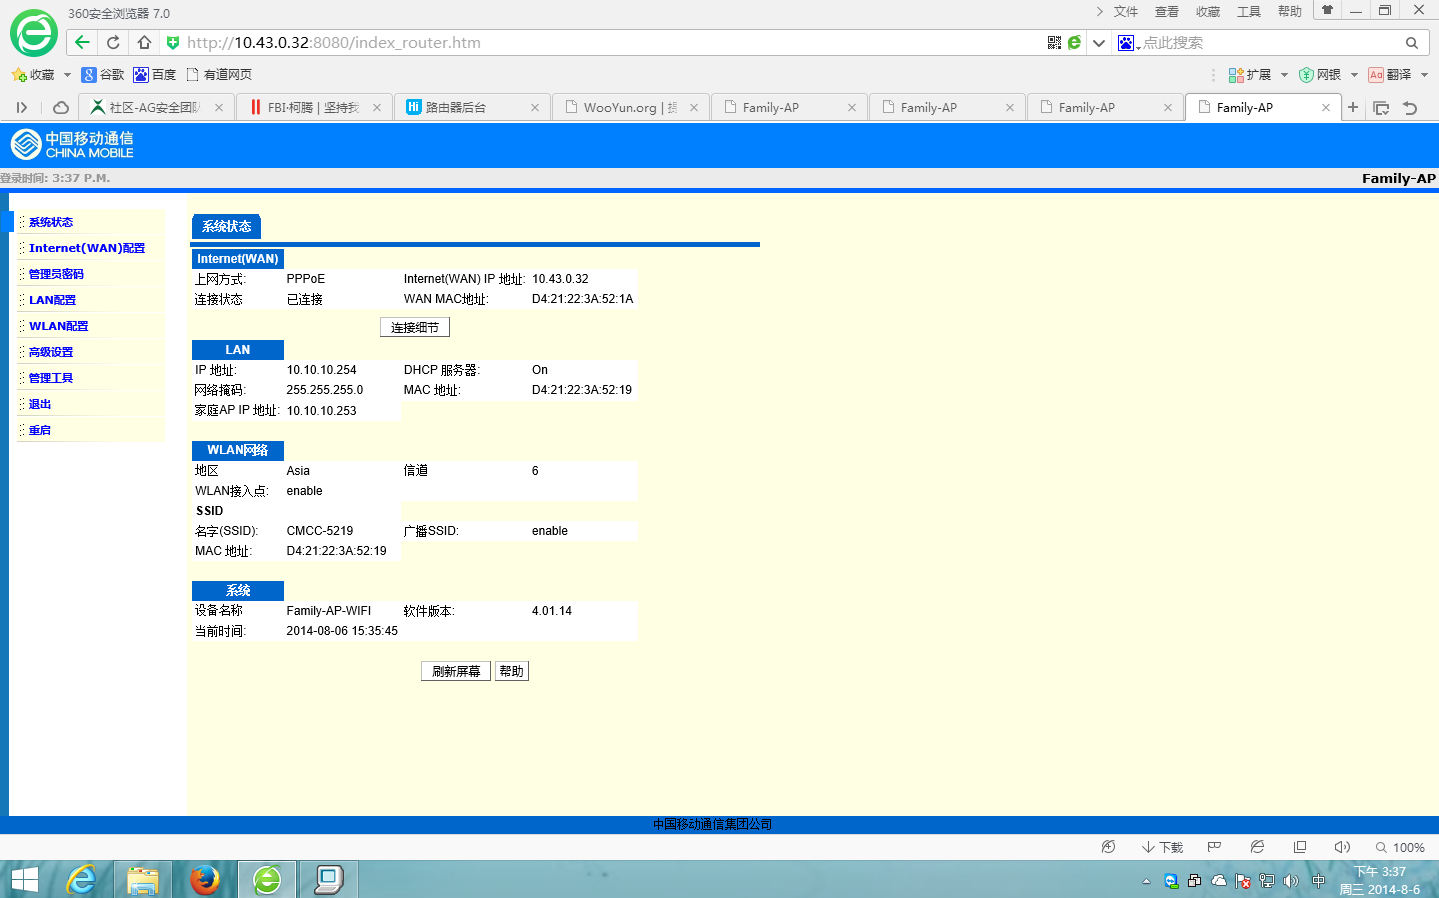 360安全浏览器 7.0
文件 查看 收藏 工具 帮助
http://10.43.0.32:8080/index_router.htm
点此搜索
收藏 谷歌 百度 有道网页
扩展 网银 翻译
社区-AG安全团队 FBI·柯腾 | 坚持我 路由器后台 WooYun.org | 提 Family-AP Family-AP Family-AP Family-AP
中国移动通信
CHINA MOBILE
登录时间: 3:37 P.M. Family-AP
系统状态
Internet(WAN)配置
管理员密码
LAN配置
WLAN配置
高级设置
管理工具
退出
重启
系统状态
Internet(WAN)
上网方式: PPPoE Internet(WAN) IP 地址: 10.43.0.32
连接状态 已连接 WAN MAC地址: D4:21:22:3A:52:1A
连接细节
LAN
IP 地址: 10.10.10.254 DHCP 服务器: On
网络掩码: 255.255.255.0 MAC 地址: D4:21:22:3A:52:19
家庭AP IP 地址: 10.10.10.253
WLAN网络
地区 Asia 信道 6
WLAN接入点: enable
SSID
名字(SSID): CMCC-5219 广播SSID: enable
MAC 地址: D4:21:22:3A:52:19
系统
设备名称 Family-AP-WIFI 软件版本: 4.01.14
当前时间: 2014-08-06 15:35:45
刷新屏幕 帮助
中国移动通信集团公司
下载 100%
中
下午 3:37
周三 2014-8-6